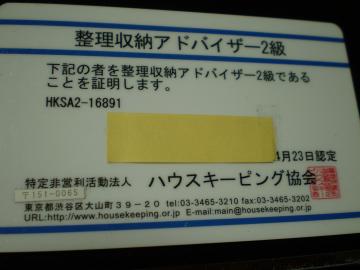 整理収納アドバイザー2級
下記の者を整理収納アドバイザー2級である
ことを証明します。
HKSA2-16891
月23日認定
特定非営利活動法人 ハウスキーピング協会
〒151-0065
東京都渋谷区大山町39-20 tel:03-3465-3210 fax:03-3465-3202
URL:http://www.housekeeping.or.jp E-mail:main@housekeeping.or.jp